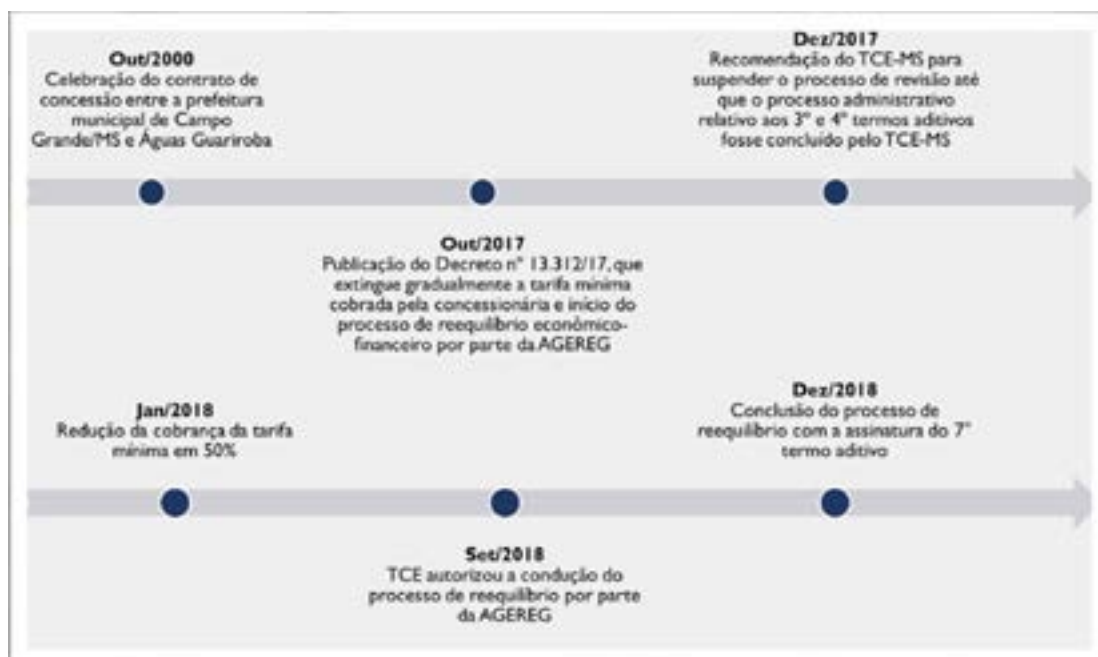 Out/2000
Celebração do contrato de
concessão entre a prefeitura
municipal de Campo
Grande/MS e Águas Guariroba
Dez/2017
Recomendação do TCE-MS para
suspender o processo de revisão até
que o processo administrativo
relativo aos 3º e 4º termos aditivos
fosse concluído pelo TCE-MS
Out/2017
Publicação do Decreto nº 13.312/17, que
extingue gradualmente a tarifa mínima
cobrada pela concessionária e início do
processo de reequilíbrio econômico-
financeiro por parte da AGEREG
Jan/2018
Redução da cobrança da tarifa
mínima em 50%
Dez/2018
Conclusão do processo de
reequilíbrio com a assinatura do 7º
termo aditivo
Set/2018
TCE autorizou a condução do
processo de reequilíbrio por parte
da AGEREG